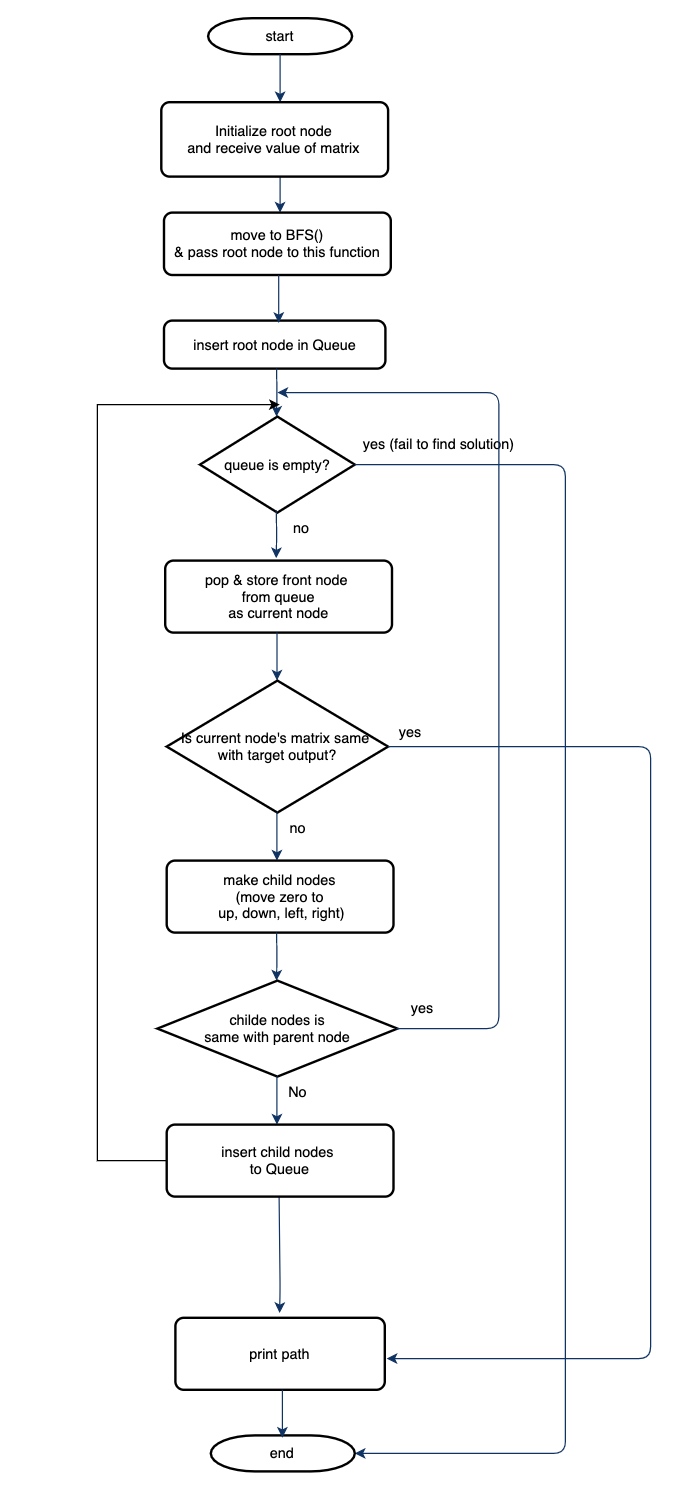 start
Initialize root node
and receive value of matrix
move to BFS()
& pass root node to this function
insert root node in Queue
yes (fail to find solution)
queue is empty?
no
pop & store front node
from queue
as current node
yes
Is current node's matrix same
with target output?
no
make child nodes
(move zero to
up, down, left, right)
yes
childe nodes is
same with parent node
No
insert child nodes
to Queue
print path
end